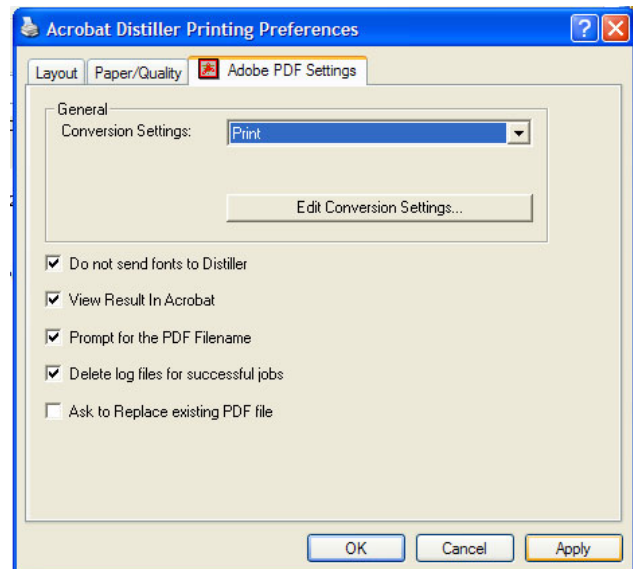 Acrobat Distiller Printing Preferences
Layout Paper/Quality Adobe PDF Settings
General
Conversion Settings: Print
Edit Conversion Settings...
Do not send fonts to Distiller
View Result In Acrobat
Prompt for the PDF Filename
Delete log files for successful jobs
Ask to Replace existing PDF file
OK Cancel Apply